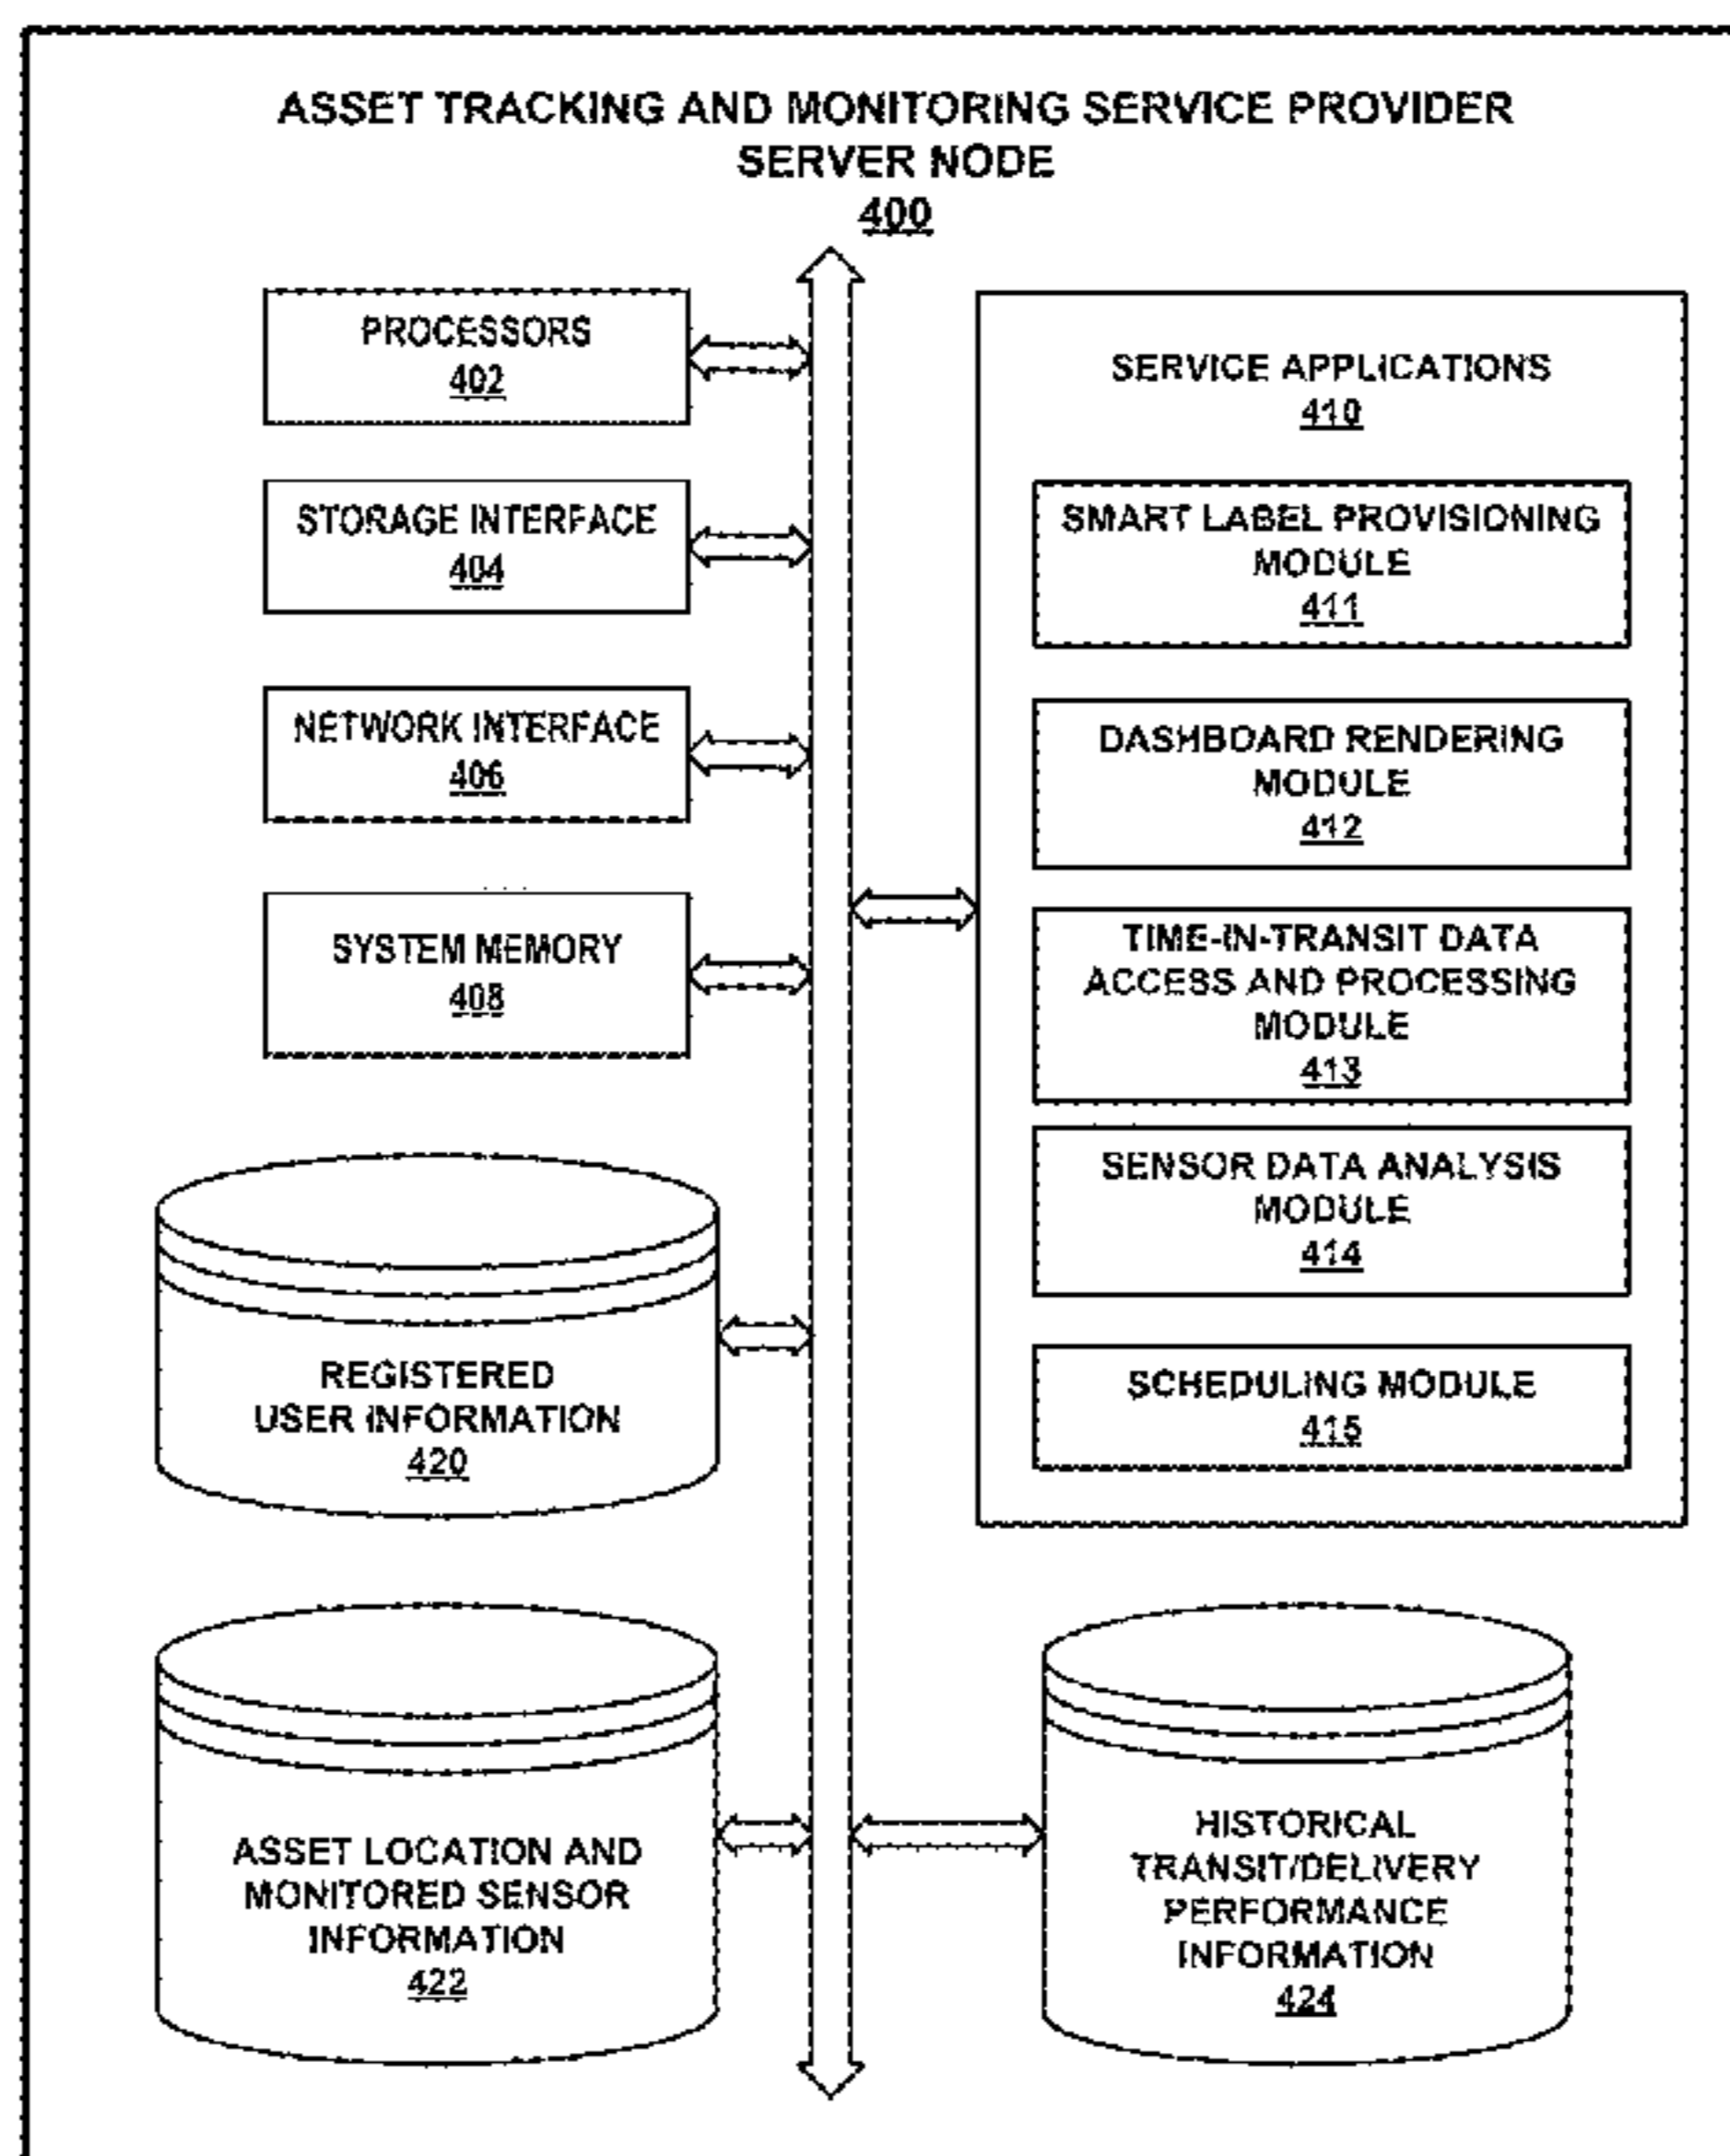 ASSET TRACKING AND MONITORING SERVICE PROVIDER
SERVER NODE
400
PROCESSORS
402
STORAGE INTERFACE
404
NETWORK INTERFACE
406
SYSTEM MEMORY
408
REGISTERED
USER INFORMATION
420
ASSET LOCATION AND
MONITORED SENSOR
INFORMATION
422
SERVICE APPLICATIONS
410
SMART LABEL PROVISIONING
MODULE
411
DASHBOARD RENDERING
MODULE
412
TIME-IN-TRANSIT DATA
ACCESS AND PROCESSING
MODULE
413
SENSOR DATA ANALYSIS
MODULE
414
SCHEDULING MODULE
415
HISTORICAL
TRANSIT/DELIVERY
PERFORMANCE
INFORMATION
424